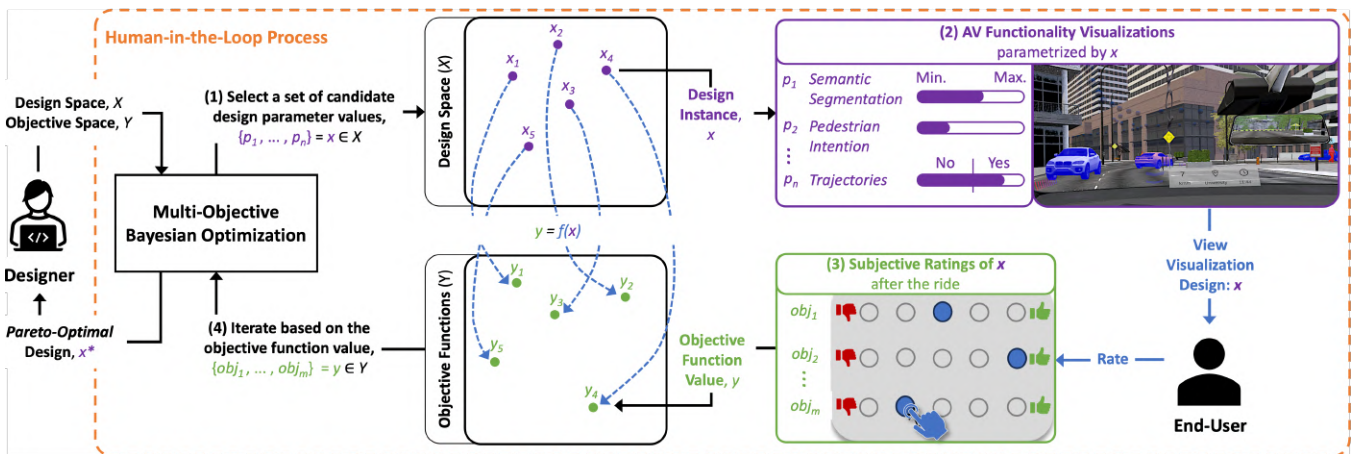 Human-in-the-Loop Process
Design Space, X
Objective Space, Y
Designer
Pareto-Optimal
Design, x*
(1) Select a set of candidate
design parameter values,
{p1, ... , pn} = x ∈ X
Multi-Objective
Bayesian Optimization
(4) Iterate based on the
objective function value,
{obj1, ... , objm} = y ∈ Y
Design Space (X)
x1
x2
x3
x4
x5
y = f(x)
Objective Functions (Y)
y1
y2
y3
y4
y5
Design
Instance,
x
(2) AV Functionality Visualizations
parametrized by x
Min. Max.
p1 Semantic
Segmentation
p2 Pedestrian
Intention
⋮
No Yes
pn Trajectories
View
Visualization
Design: x
End-User
Rate
(3) Subjective Ratings of x
after the ride
obj1
obj2
⋮
objm
Objective
Function
Value, y